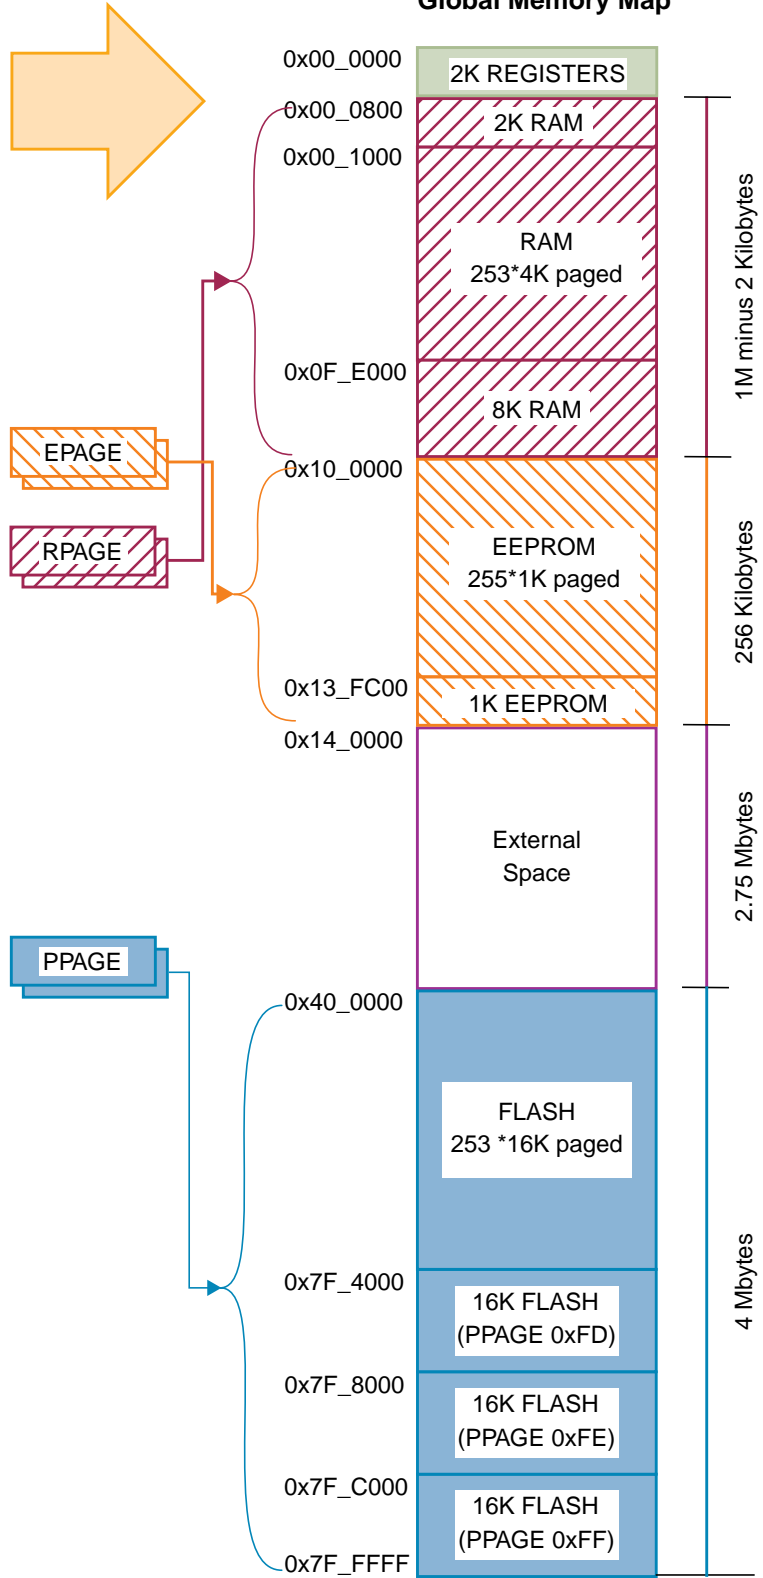 Global Memory Map
0x00_0000
2K REGISTERS
0x00_0800
2K RAM
0x00_1000
RAM
253*4K paged
1M minus 2 Kilobytes
0x0F_E000
8K RAM
EPAGE
0x10_0000
RPAGE
EEPROM
255*1K paged
256 Kilobytes
0x13_FC00
1K EEPROM
0x14_0000
External
Space
2.75 Mbytes
PPAGE
0x40_0000
FLASH
253 *16K paged
4 Mbytes
0x7F_4000
16K FLASH
(PPAGE 0xFD)
0x7F_8000
16K FLASH
(PPAGE 0xFE)
0x7F_C000
16K FLASH
(PPAGE 0xFF)
0x7F_FFFF